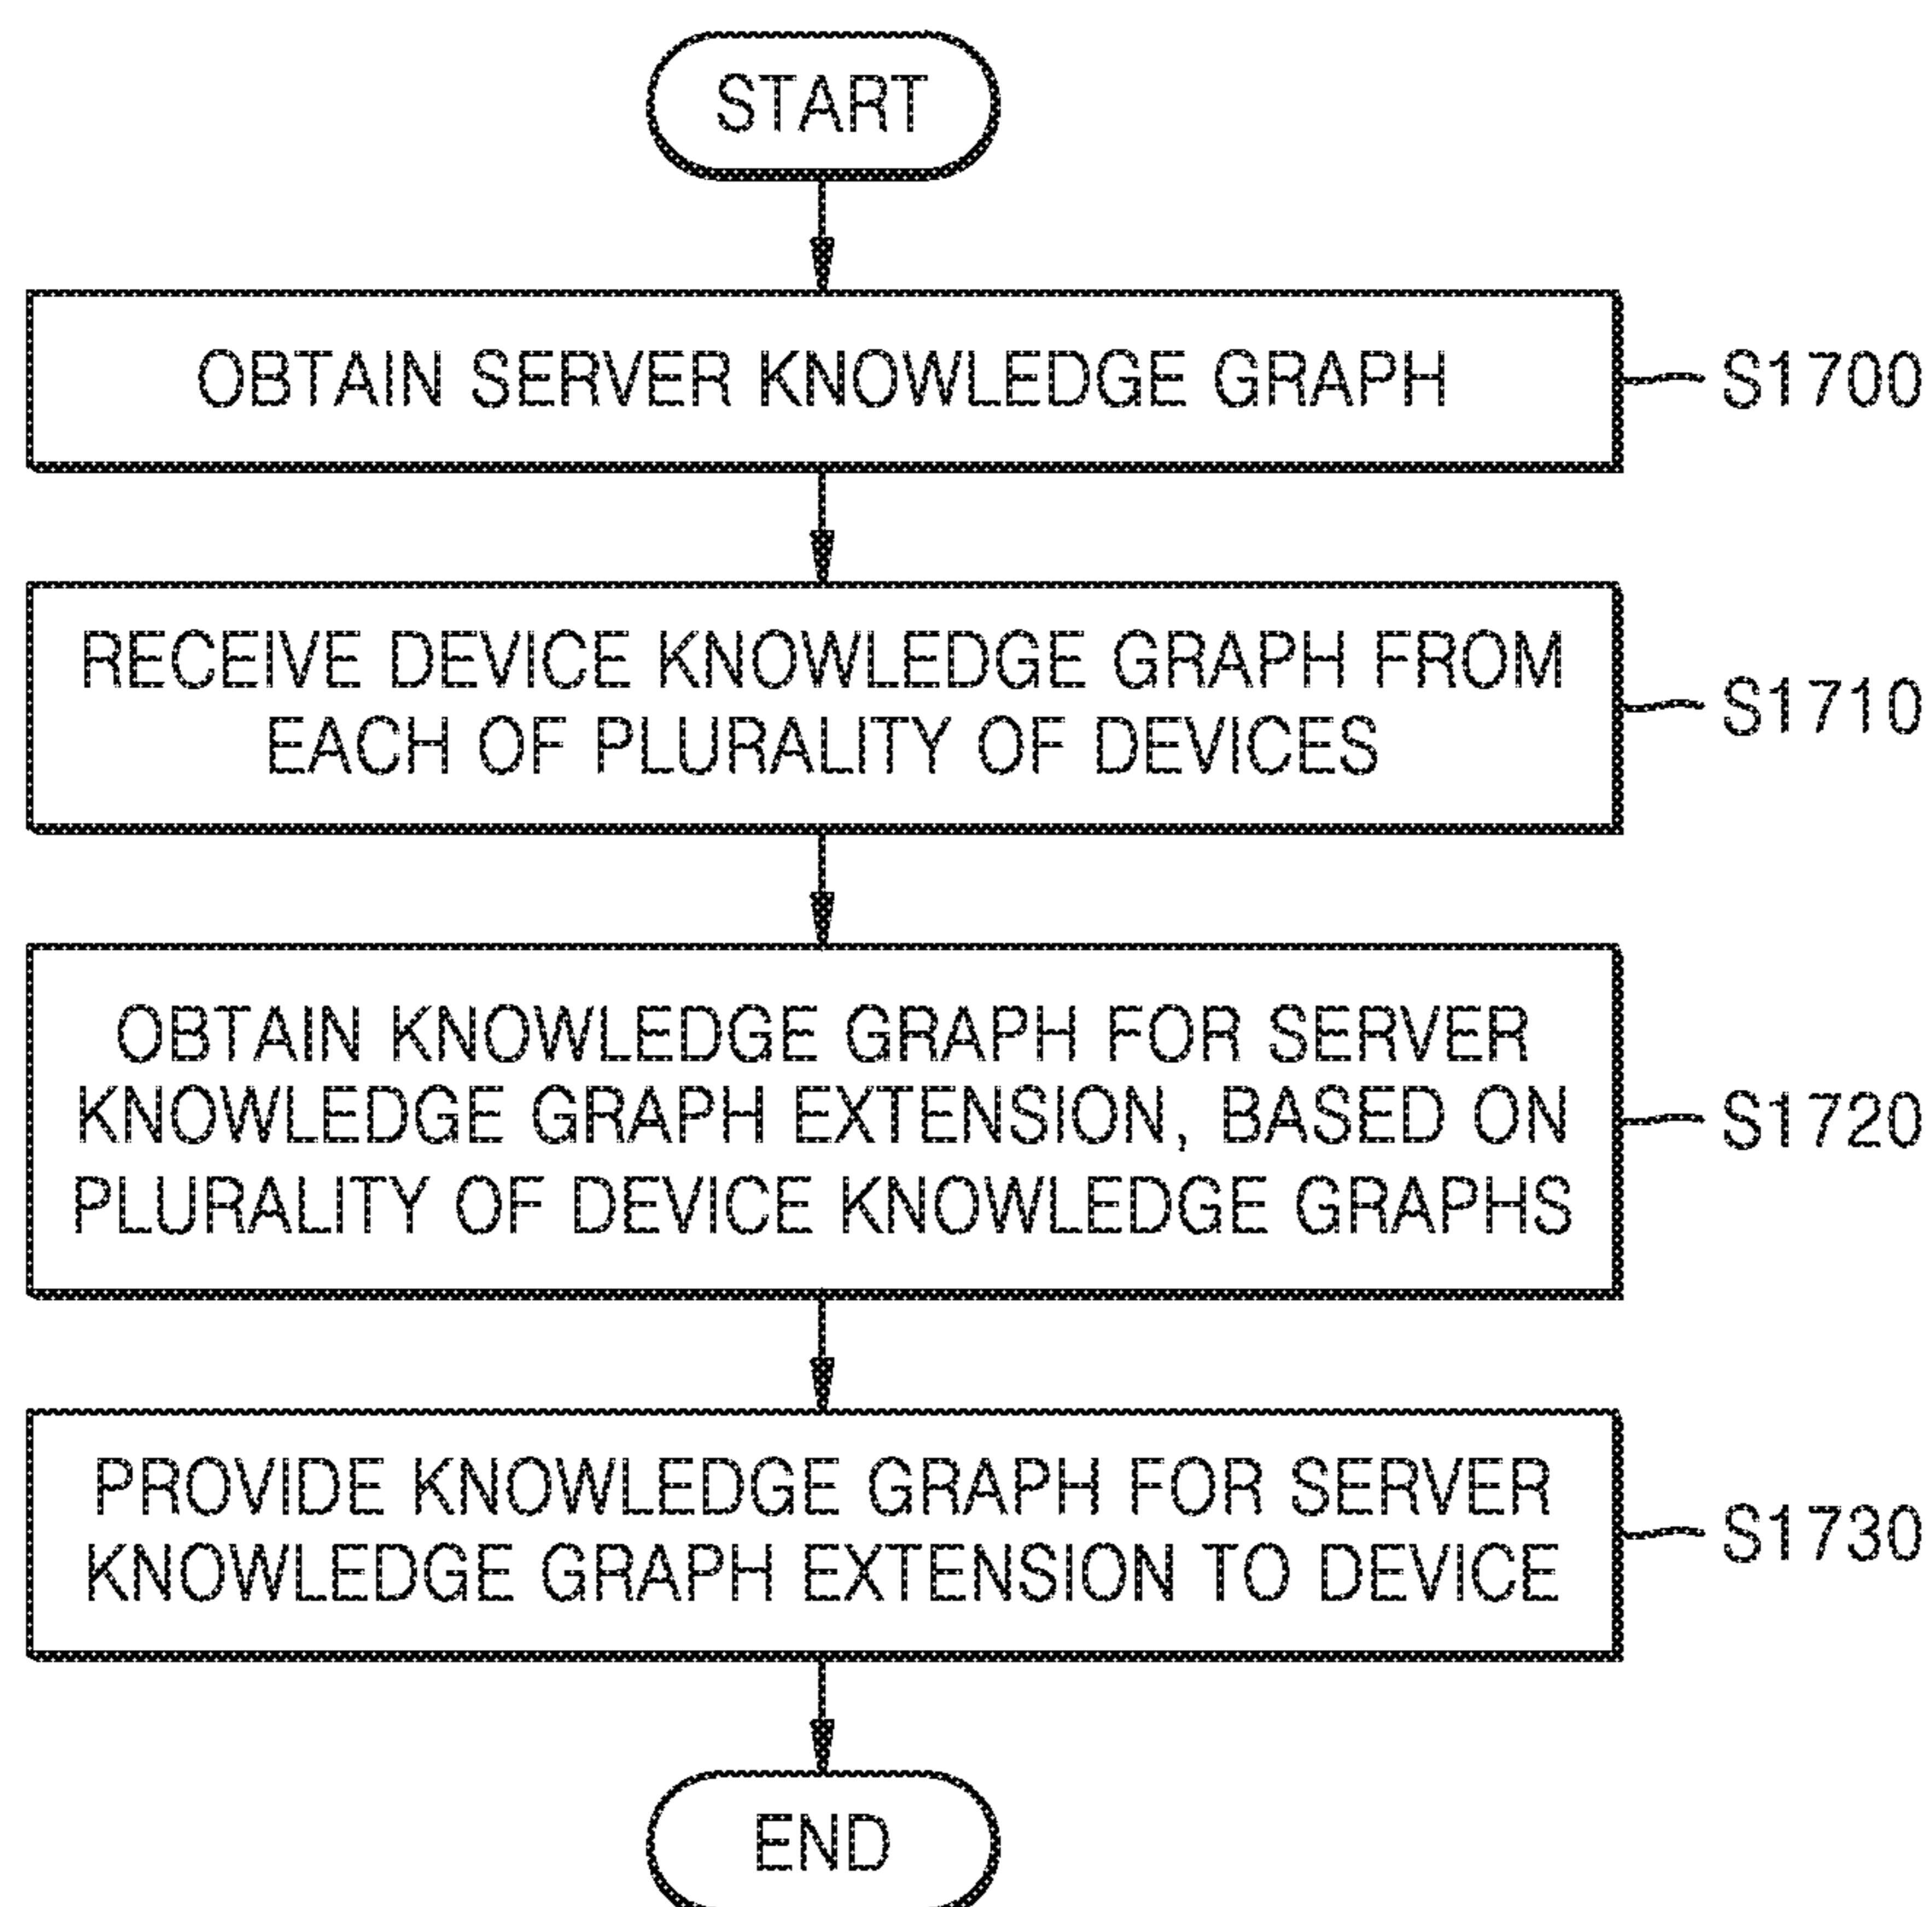 START
OBTAIN SERVER KNOWLEDGE GRAPH
S1700
RECEIVE DEVICE KNOWLEDGE GRAPH FROM
EACH OF PLURALITY OF DEVICES
S1710
OBTAIN KNOWLEDGE GRAPH FOR SERVER
KNOWLEDGE GRAPH EXTENSION, BASED ON
PLURALITY OF DEVICE KNOWLEDGE GRAPHS
S1720
PROVIDE KNOWLEDGE GRAPH FOR SERVER
KNOWLEDGE GRAPH EXTENSION TO DEVICE
S1730
END